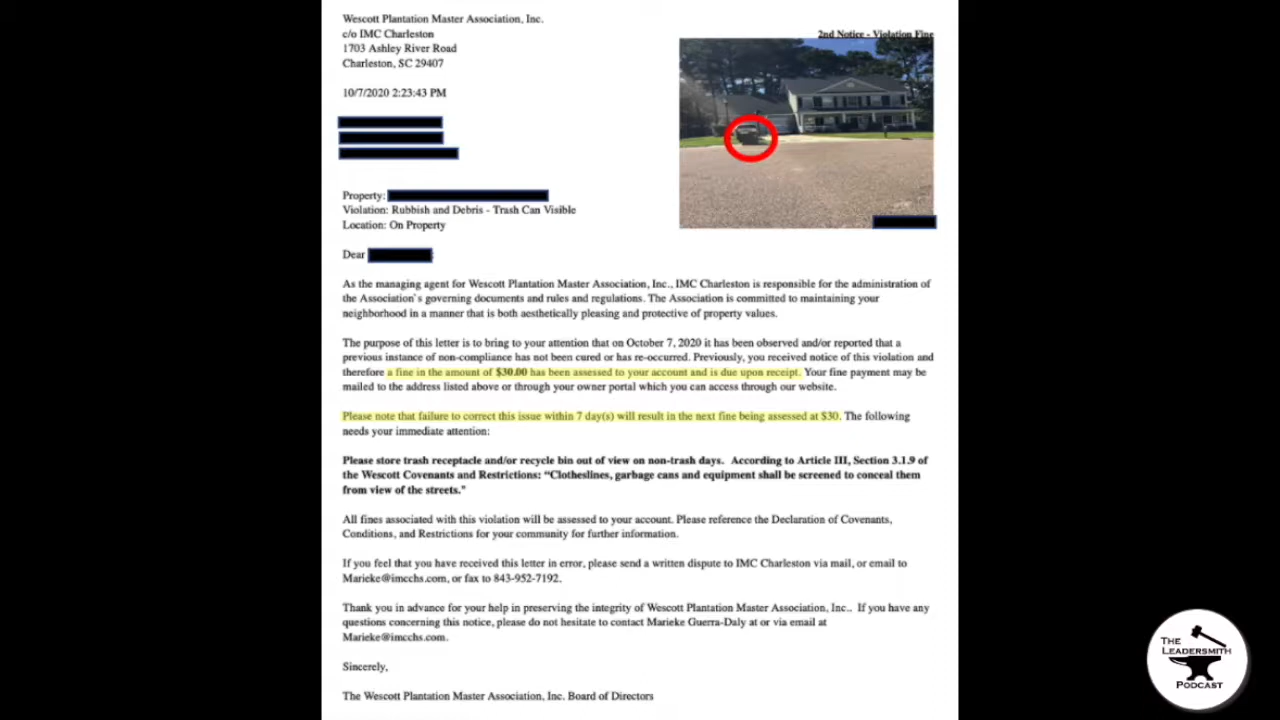 Wescott Plantation Master Association, Inc.
c/o IMC Charleston
1703 Ashley River Road
Charleston, SC 29407
2nd Notice - Violation Fine
10/7/2020 2:23:43 PM
Property:
Violation: Rubbish and Debris - Trash Can Visible
Location: On Property
Dear
As the managing agent for Wescott Plantation Master Association, Inc., IMC Charleston is responsible for the administration of
the Association's governing documents and rules and regulations. The Association is committed to maintaining your
neighborhood in a manner that is both aesthetically pleasing and protective of property values.
The purpose of this letter is to bring to your attention that on October 7, 2020 it has been observed and/or reported that a
previous instance of non-compliance has not been cured or has re-occurred. Previously, you received notice of this violation and
therefore a fine in the amount of $30.00 has been assessed to your account and is due upon receipt. Your fine payment may be
mailed to the address listed above or through your owner portal which you can access through our website.
Please note that failure to correct this issue within 7 day(s) will result in the next fine being assessed at $30. The following
needs your immediate attention:
Please store trash receptacle and/or recycle bin out of view on non-trash days. According to Article III, Section 3.1.9 of
the Wescott Covenants and Restrictions: "Clotheslines, garbage cans and equipment shall be screened to conceal them
from view of the streets."
All fines associated with this violation will be assessed to your account. Please reference the Declaration of Covenants,
Conditions, and Restrictions for your community for further information.
If you feel that you have received this letter in error, please send a written dispute to IMC Charleston via mail, or email to
Marieke@imcchs.com, or fax to 843-952-7192.
Thank you in advance for your help in preserving the integrity of Wescott Plantation Master Association, Inc.. If you have any
questions concerning this notice, please do not hesitate to contact Marieke Guerra-Daly at or via email at
Marieke@imcchs.com.
Sincerely,
The Wescott Plantation Master Association, Inc. Board of Directors
THE
LEADERSMITH
PODCAST